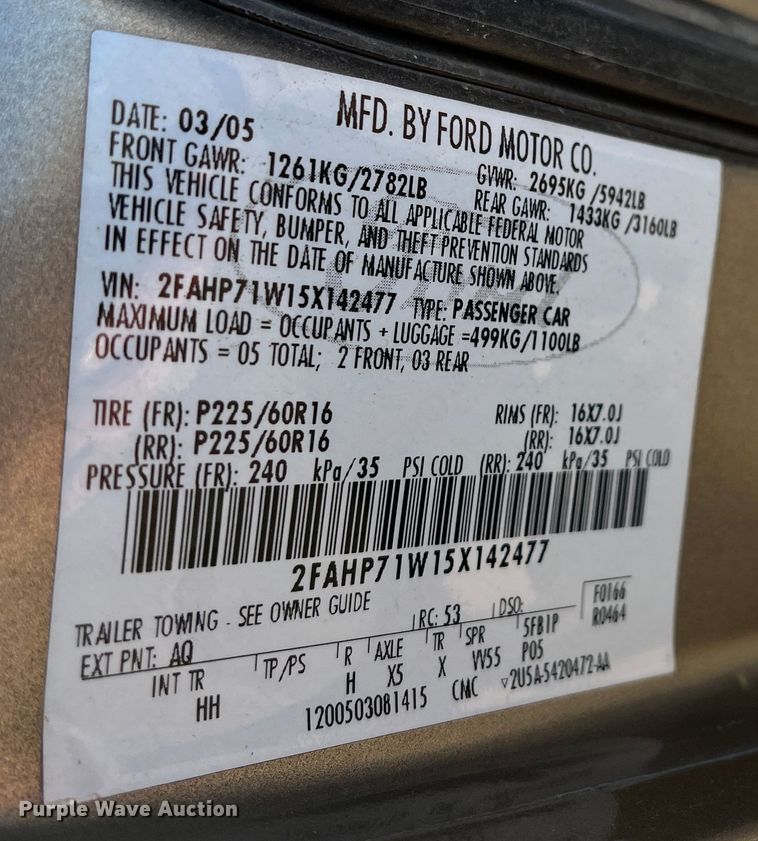 MFD. BY FORD MOTOR CO.
DATE: 03/05 GVWR: 2695KG /5942LB
FRONT GAWR: 1261KG/2782LB REAR GAWR: 1433KG /3160LB
THIS VEHICLE CONFORMS TO ALL APPLICABLE FEDERAL MOTOR
VEHICLE SAFETY, BUMPER, AND THEFT PREVENTION STANDARDS
IN EFFECT ON THE DATE OF MANUFACTURE SHOWN ABOVE.
VIN: 2FAHP71W15X142477 TYPE: PASSENGER CAR
MAXIMUM LOAD = OCCUPANTS + LUGGAGE =499KG/1100LB
OCCUPANTS = 05 TOTAL; 2 FRONT, 03 REAR
TIRE (FR): P225/60R16 RIMS (FR): 16X7.0J
(RR): P225/60R16 (RR): 16X7.0J
PRESSURE (FR): 240 kPa/35 PSI COLD (RR): 240 kPa/35 PSI COLD
2FAHP71W15X142477
TRAILER TOWING - SEE OWNER GUIDE
F0166
R0464
EXT PNT: AQ RC: 53 DSO:
INT TR TP/PS R AXLE TR SPR 5FB1P
HH H X5 X W55 P05
1200503081415 CMC ▿2U5A-5420472-AA
Purple Wave Auction